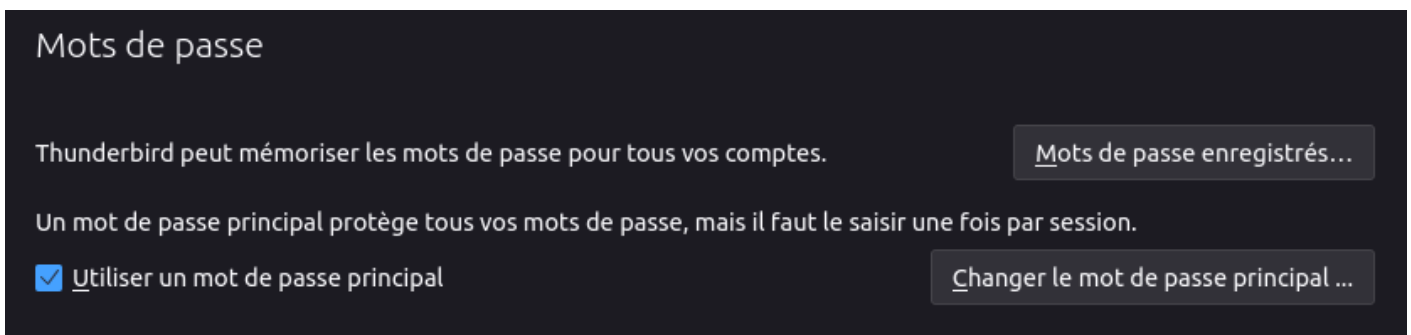 Mots de passe
Thunderbird peut mémoriser les mots de passe pour tous vos comptes.
Mots de passe enregistrés…
Un mot de passe principal protège tous vos mots de passe, mais il faut le saisir une fois par session.
Utiliser un mot de passe principal
Changer le mot de passe principal ...